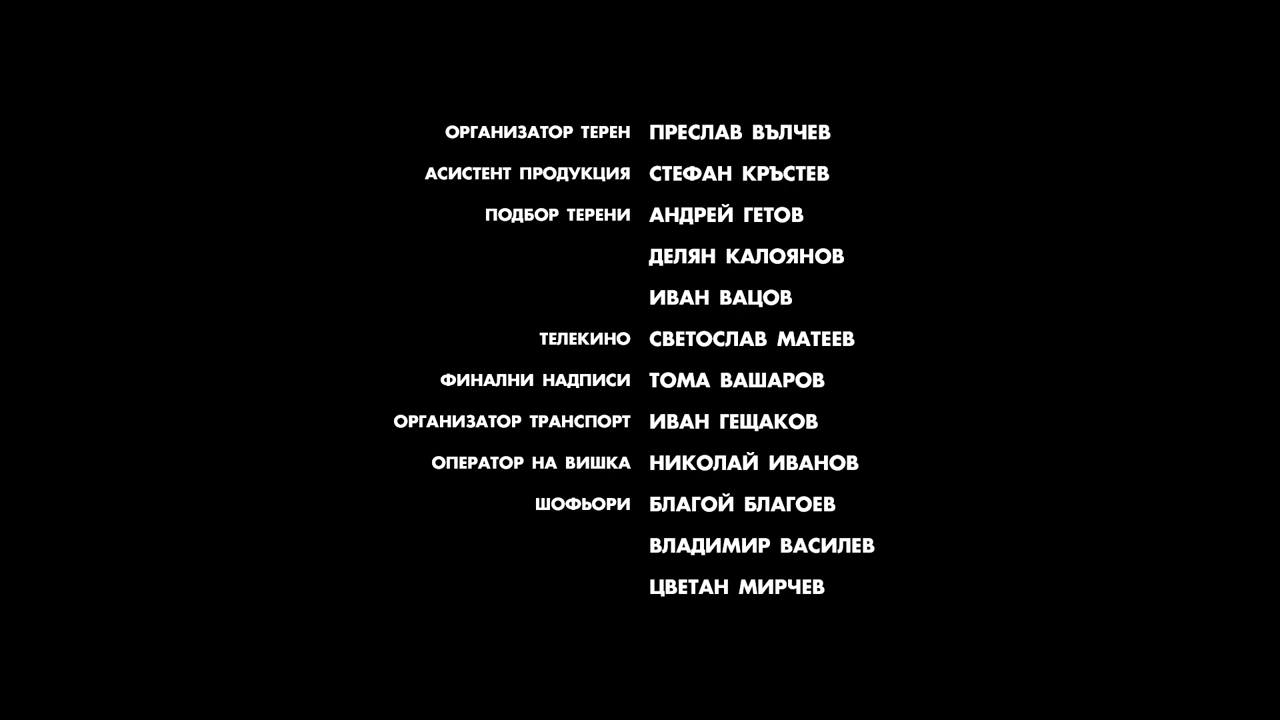 ОРГАНИЗАТОР ТЕРЕН ПРЕСЛАВ ВЪЛЧЕВ
АСИСТЕНТ ПРОДУКЦИЯ СТЕФАН КРЪСТЕВ
ПОДБОР ТЕРЕНИ АНДРЕЙ ГЕТОВ
ДЕЛЯН КАЛОЯНОВ
ИВАН ВАЦОВ
ТЕЛЕКИНО СВЕТОСЛАВ МАТЕЕВ
ФИНАЛНИ НАДПИСИ ТОМА ВАШАРОВ
ОРГАНИЗАТОР ТРАНСПОРТ ИВАН ГЕЩАКОВ
ОПЕРАТОР НА ВИШКА НИКОЛАЙ ИВАНОВ
ШОФЬОРИ БЛАГОЙ БЛАГОЕВ
ВЛАДИМИР ВАСИЛЕВ
ЦВЕТАН МИРЧЕВ